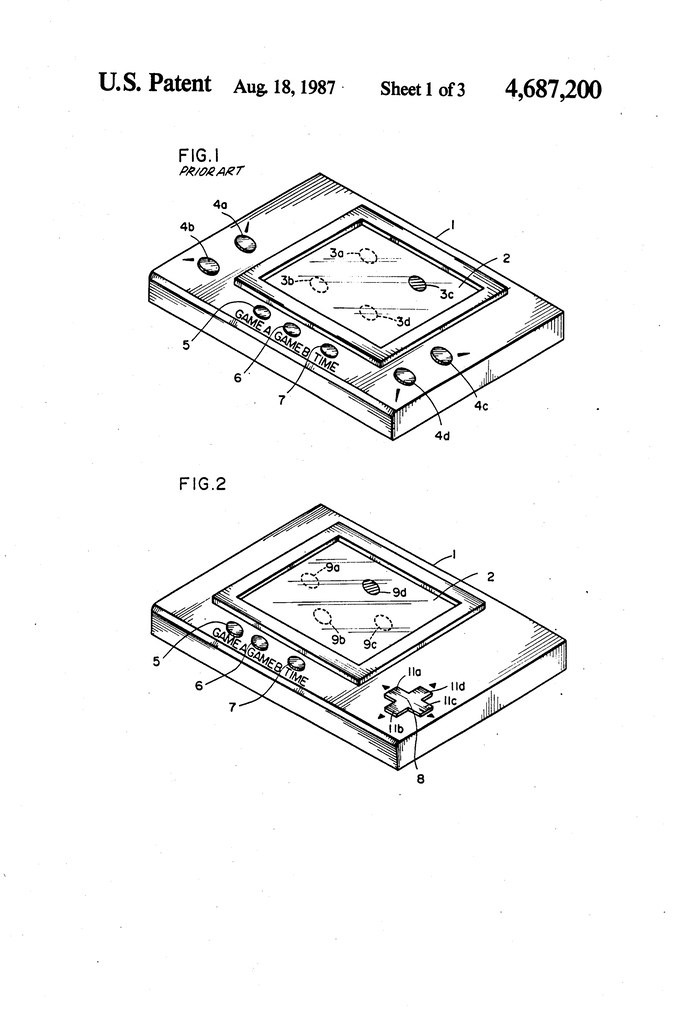 U.S. Patent Aug. 18, 1987 Sheet 1 of 3 4,687,200
FIG.1
PRIOR ART
4a
4b
1
2
3a
3b
3c
3d
5
GAME A
GAME B
TIME
6
7
4c
4d
FIG.2
1
2
9a
9d
9b
9c
5
GAME A
GAME B
TIME
6
7
11a
11d
11c
11b
8